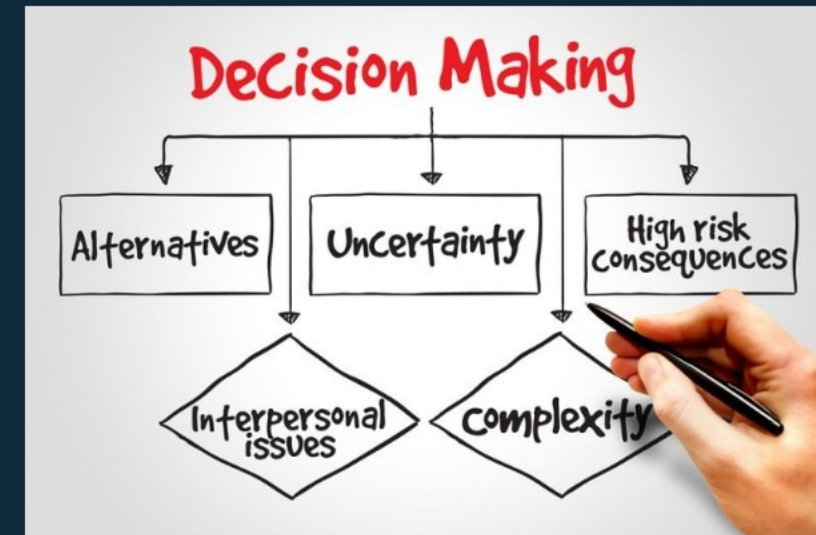 Decision Making
Alternatives
Uncertainty
High risk
consequences
Interpersonal
issues
complexity